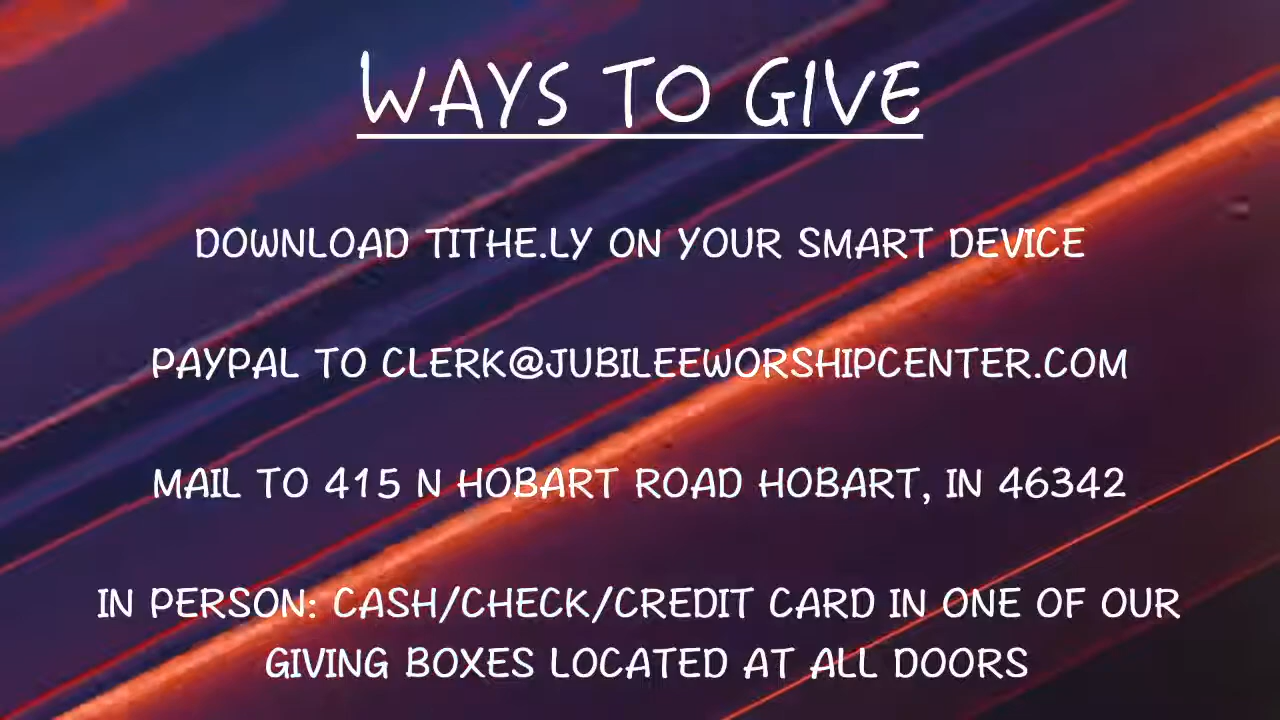 WAYS TO GIVE
DOWNLOAD TITHE.LY ON YOUR SMART DEVICE
PAYPAL TO CLERK@JUBILEEWORSHIPCENTER.COM
MAIL TO 415 N HOBART ROAD HOBART, IN 46342
IN PERSON: CASH/CHECK/CREDIT CARD IN ONE OF OUR
GIVING BOXES LOCATED AT ALL DOORS